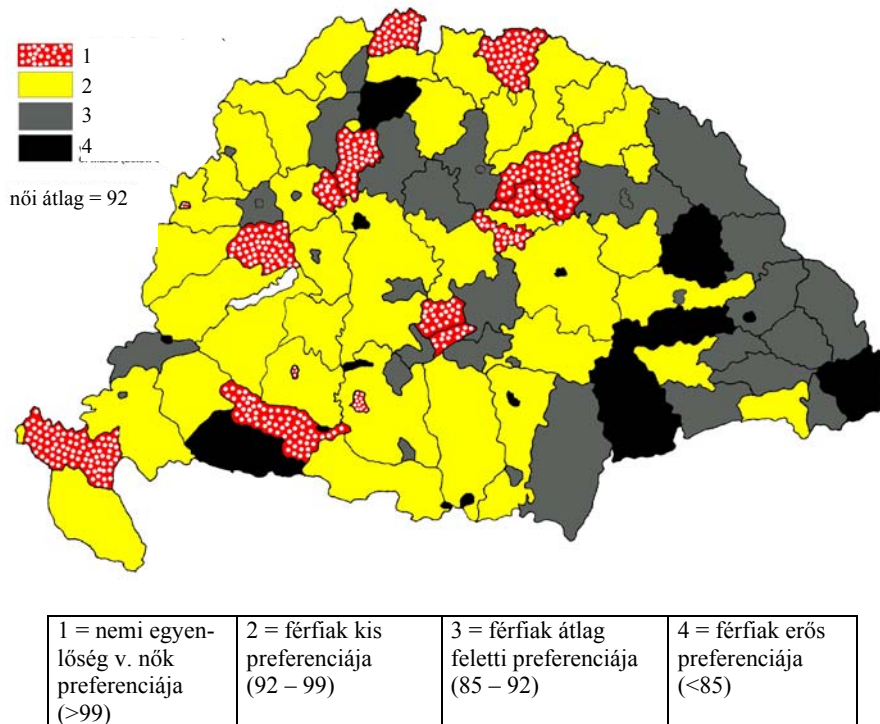 1
2
3
4
női átlag = 92
1 = nemi egyen-
lőség v. nők
preferenciája
(>99)
2 = férfiak kis
preferenciája
(92 – 99)
3 = férfiak átlag
feletti preferenciája
(85 – 92)
4 = férfiak erős
preferenciája
(<85)